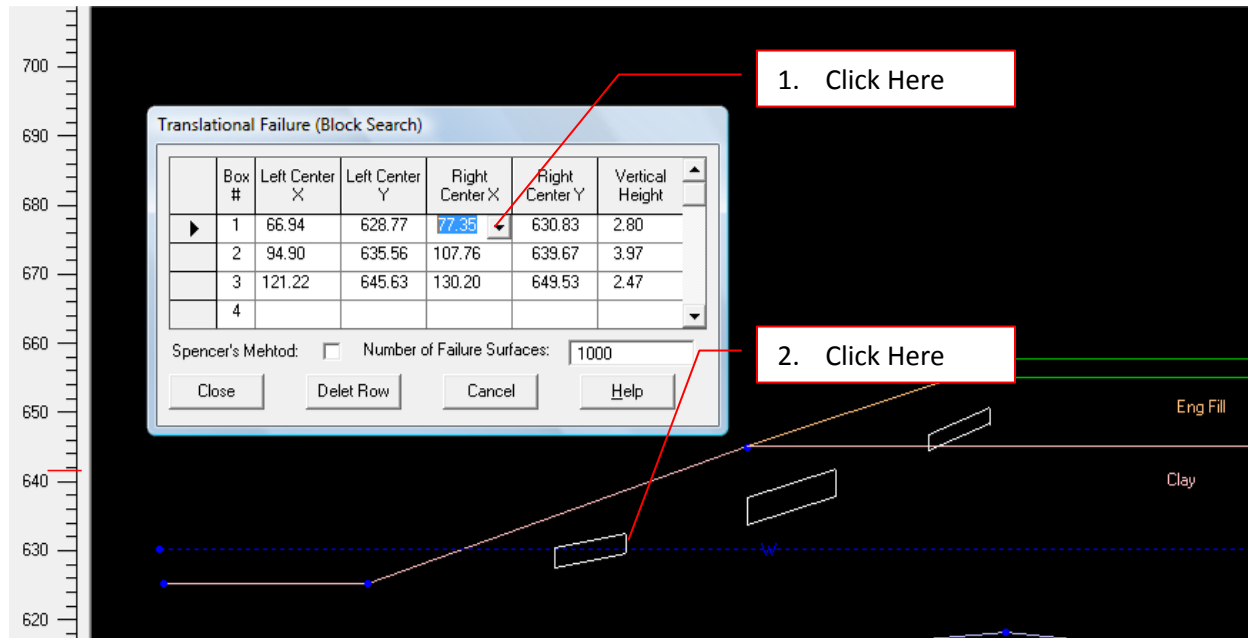 700
690
680
670
660
650
640
630
620
1. Click Here
Translational Failure (Block Search)
Box # Left Center X Left Center Y Right Center X Right Center Y Vertical Height
1 66.94 628.77 77.35 630.83 2.80
2 94.90 635.56 107.76 639.67 3.97
3 121.22 645.63 130.20 649.53 2.47
4
Spencer's Mehtod: Number of Failure Surfaces: 1000
Close Delet Row Cancel Help
2. Click Here
Eng Fill
Clay
W